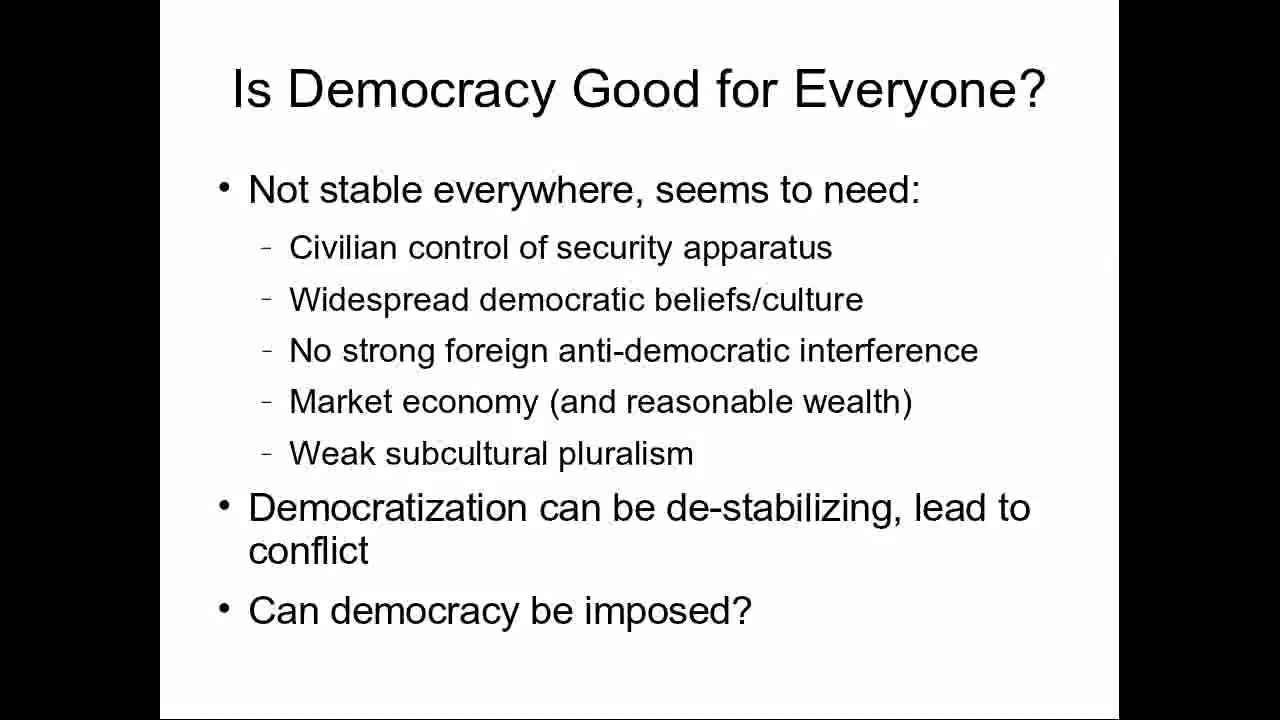 Is Democracy Good for Everyone?
• Not stable everywhere, seems to need:
– Civilian control of security apparatus
– Widespread democratic beliefs/culture
– No strong foreign anti-democratic interference
– Market economy (and reasonable wealth)
– Weak subcultural pluralism
• Democratization can be de-stabilizing, lead to
conflict
• Can democracy be imposed?